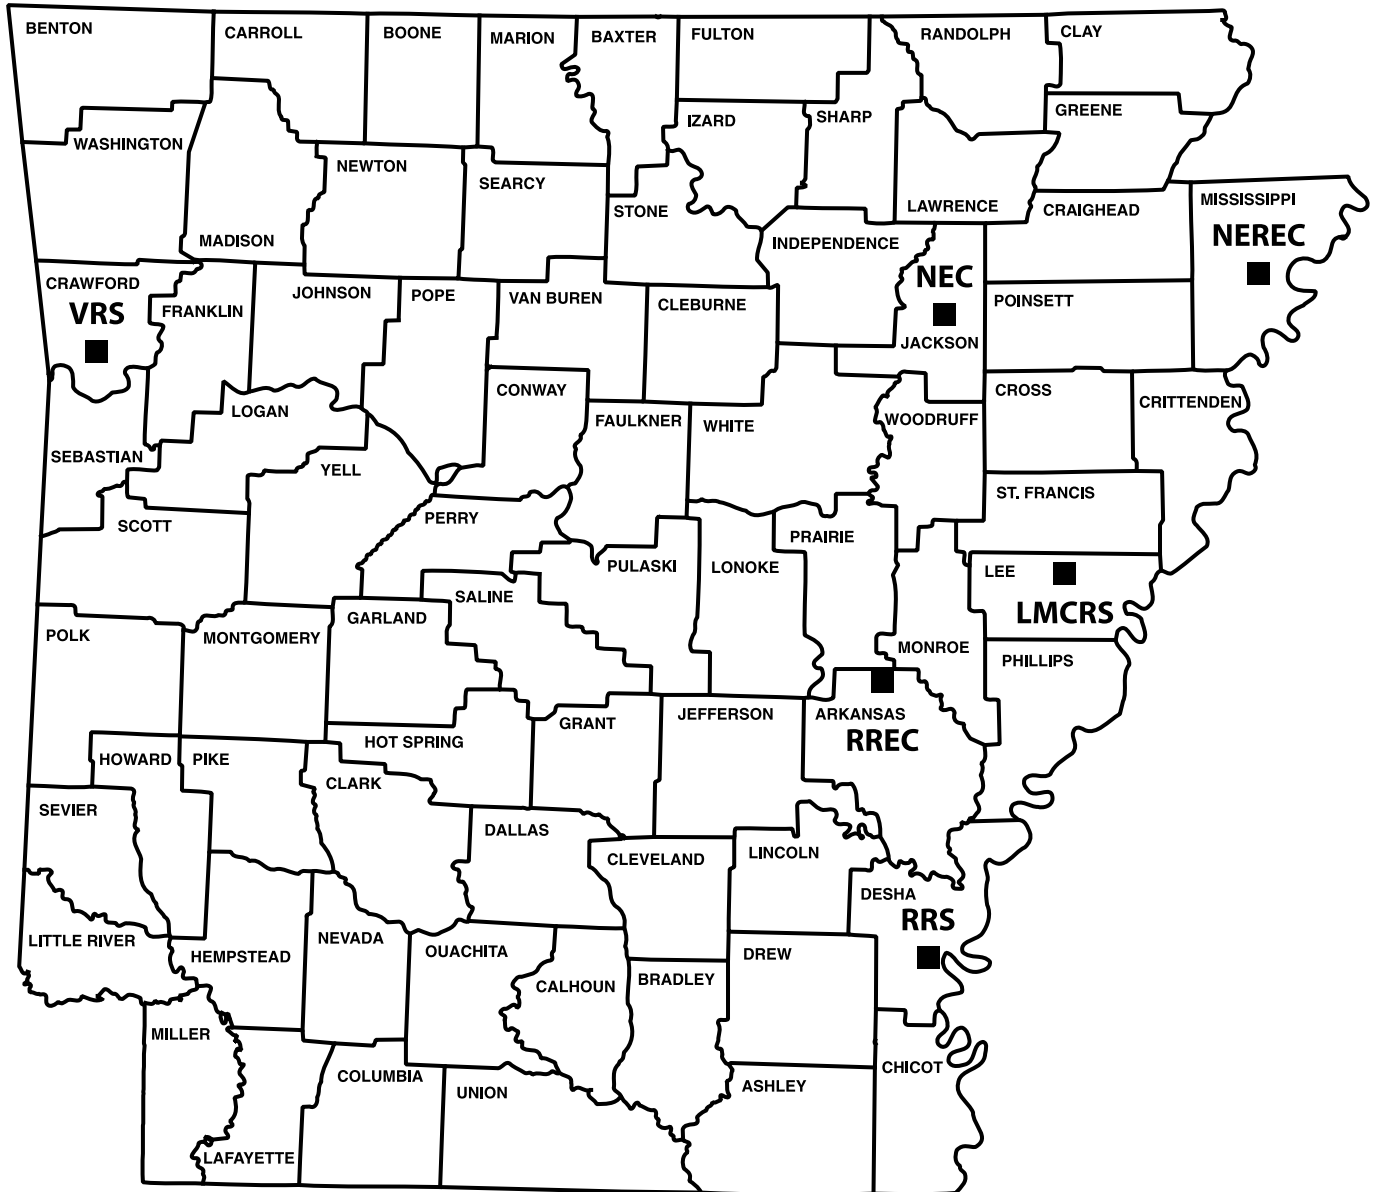 BENTON
CARROLL
BOONE
MARION
BAXTER
FULTON
RANDOLPH
CLAY
WASHINGTON
IZARD
SHARP
GREENE
NEWTON
SEARCY
STONE
LAWRENCE
CRAIGHEAD
MISSISSIPPI
NEREC
MADISON
INDEPENDENCE
NEC
JACKSON
CRAWFORD
VRS
FRANKLIN
JOHNSON
POPE
VAN BUREN
CLEBURNE
POINSETT
LOGAN
CONWAY
FAULKNER
WHITE
WOODRUFF
CROSS
CRITTENDEN
SEBASTIAN
YELL
ST. FRANCIS
SCOTT
PERRY
PULASKI
LONOKE
PRAIRIE
LEE
LMCRS
SALINE
GARLAND
POLK
MONTGOMERY
MONROE
PHILLIPS
HOT SPRING
GRANT
JEFFERSON
ARKANSAS
RREC
HOWARD
PIKE
CLARK
SEVIER
DALLAS
CLEVELAND
LINCOLN
DESHA
RRS
LITTLE RIVER
HEMPSTEAD
NEVADA
OUACHITA
CALHOUN
BRADLEY
DREW
MILLER
COLUMBIA
UNION
ASHLEY
CHICOT
LAFAYETTE